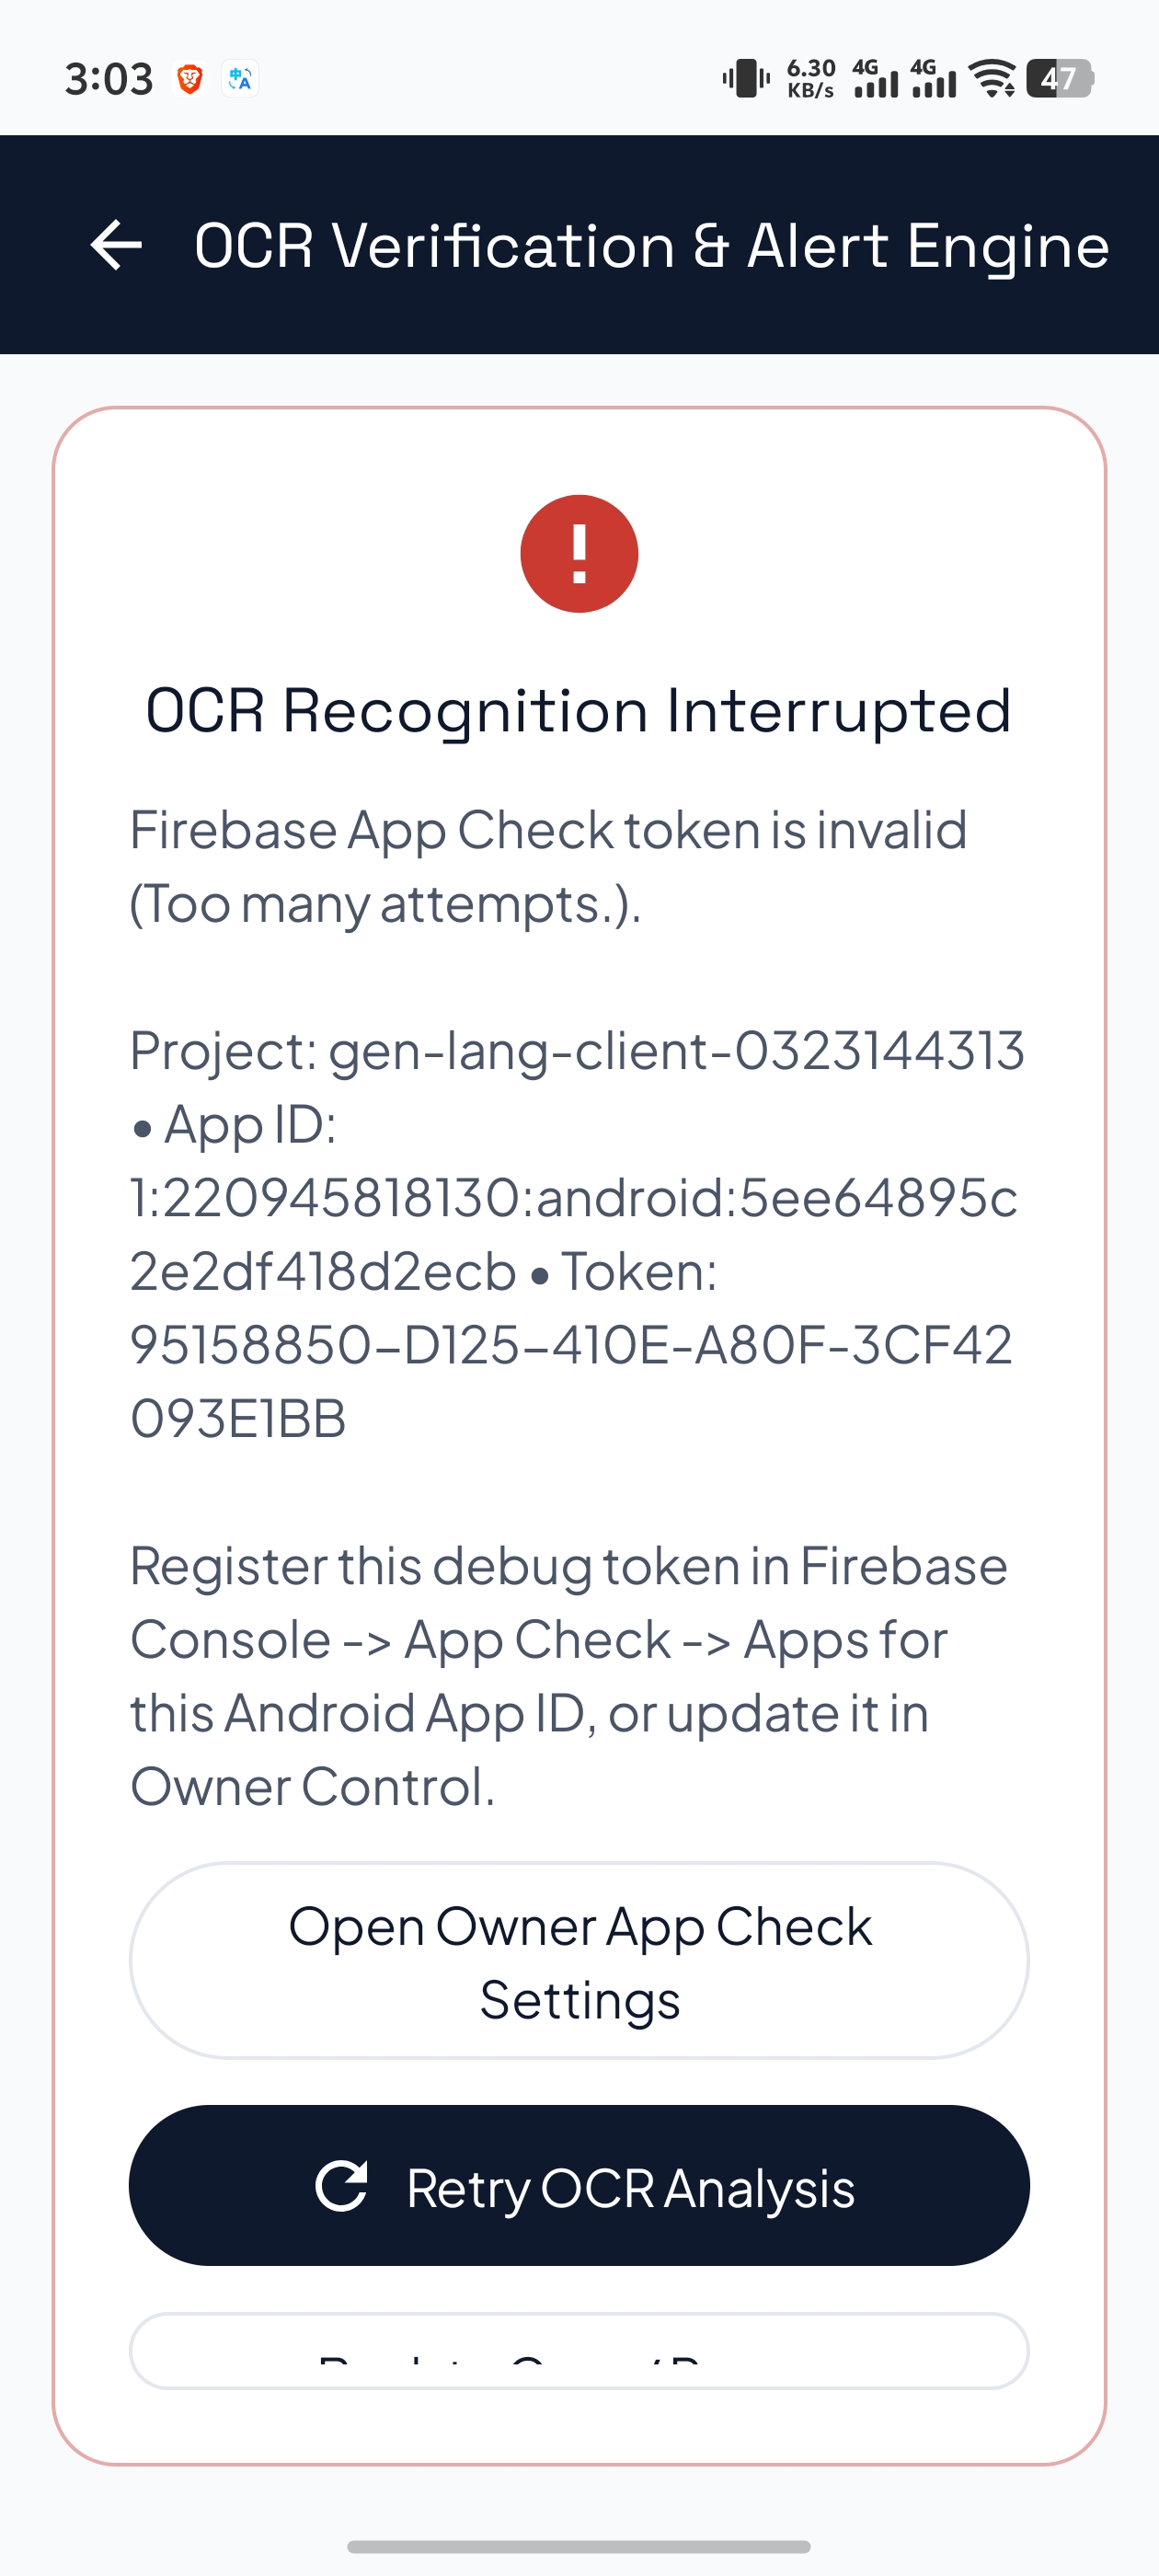 3:03
6.30
KB/s
4G
4G
47
OCR Verification & Alert Engine
OCR Recognition Interrupted
Firebase App Check token is invalid
(Too many attempts.).
Project: gen-lang-client-0323144313
• App ID:
1:220945818130:android:5ee64895c
2e2df418d2ecb • Token:
95158850-D125-410E-A80F-3CF42
093E1BB
Register this debug token in Firebase
Console -> App Check -> Apps for
this Android App ID, or update it in
Owner Control.
Open Owner App Check
Settings
Retry OCR Analysis